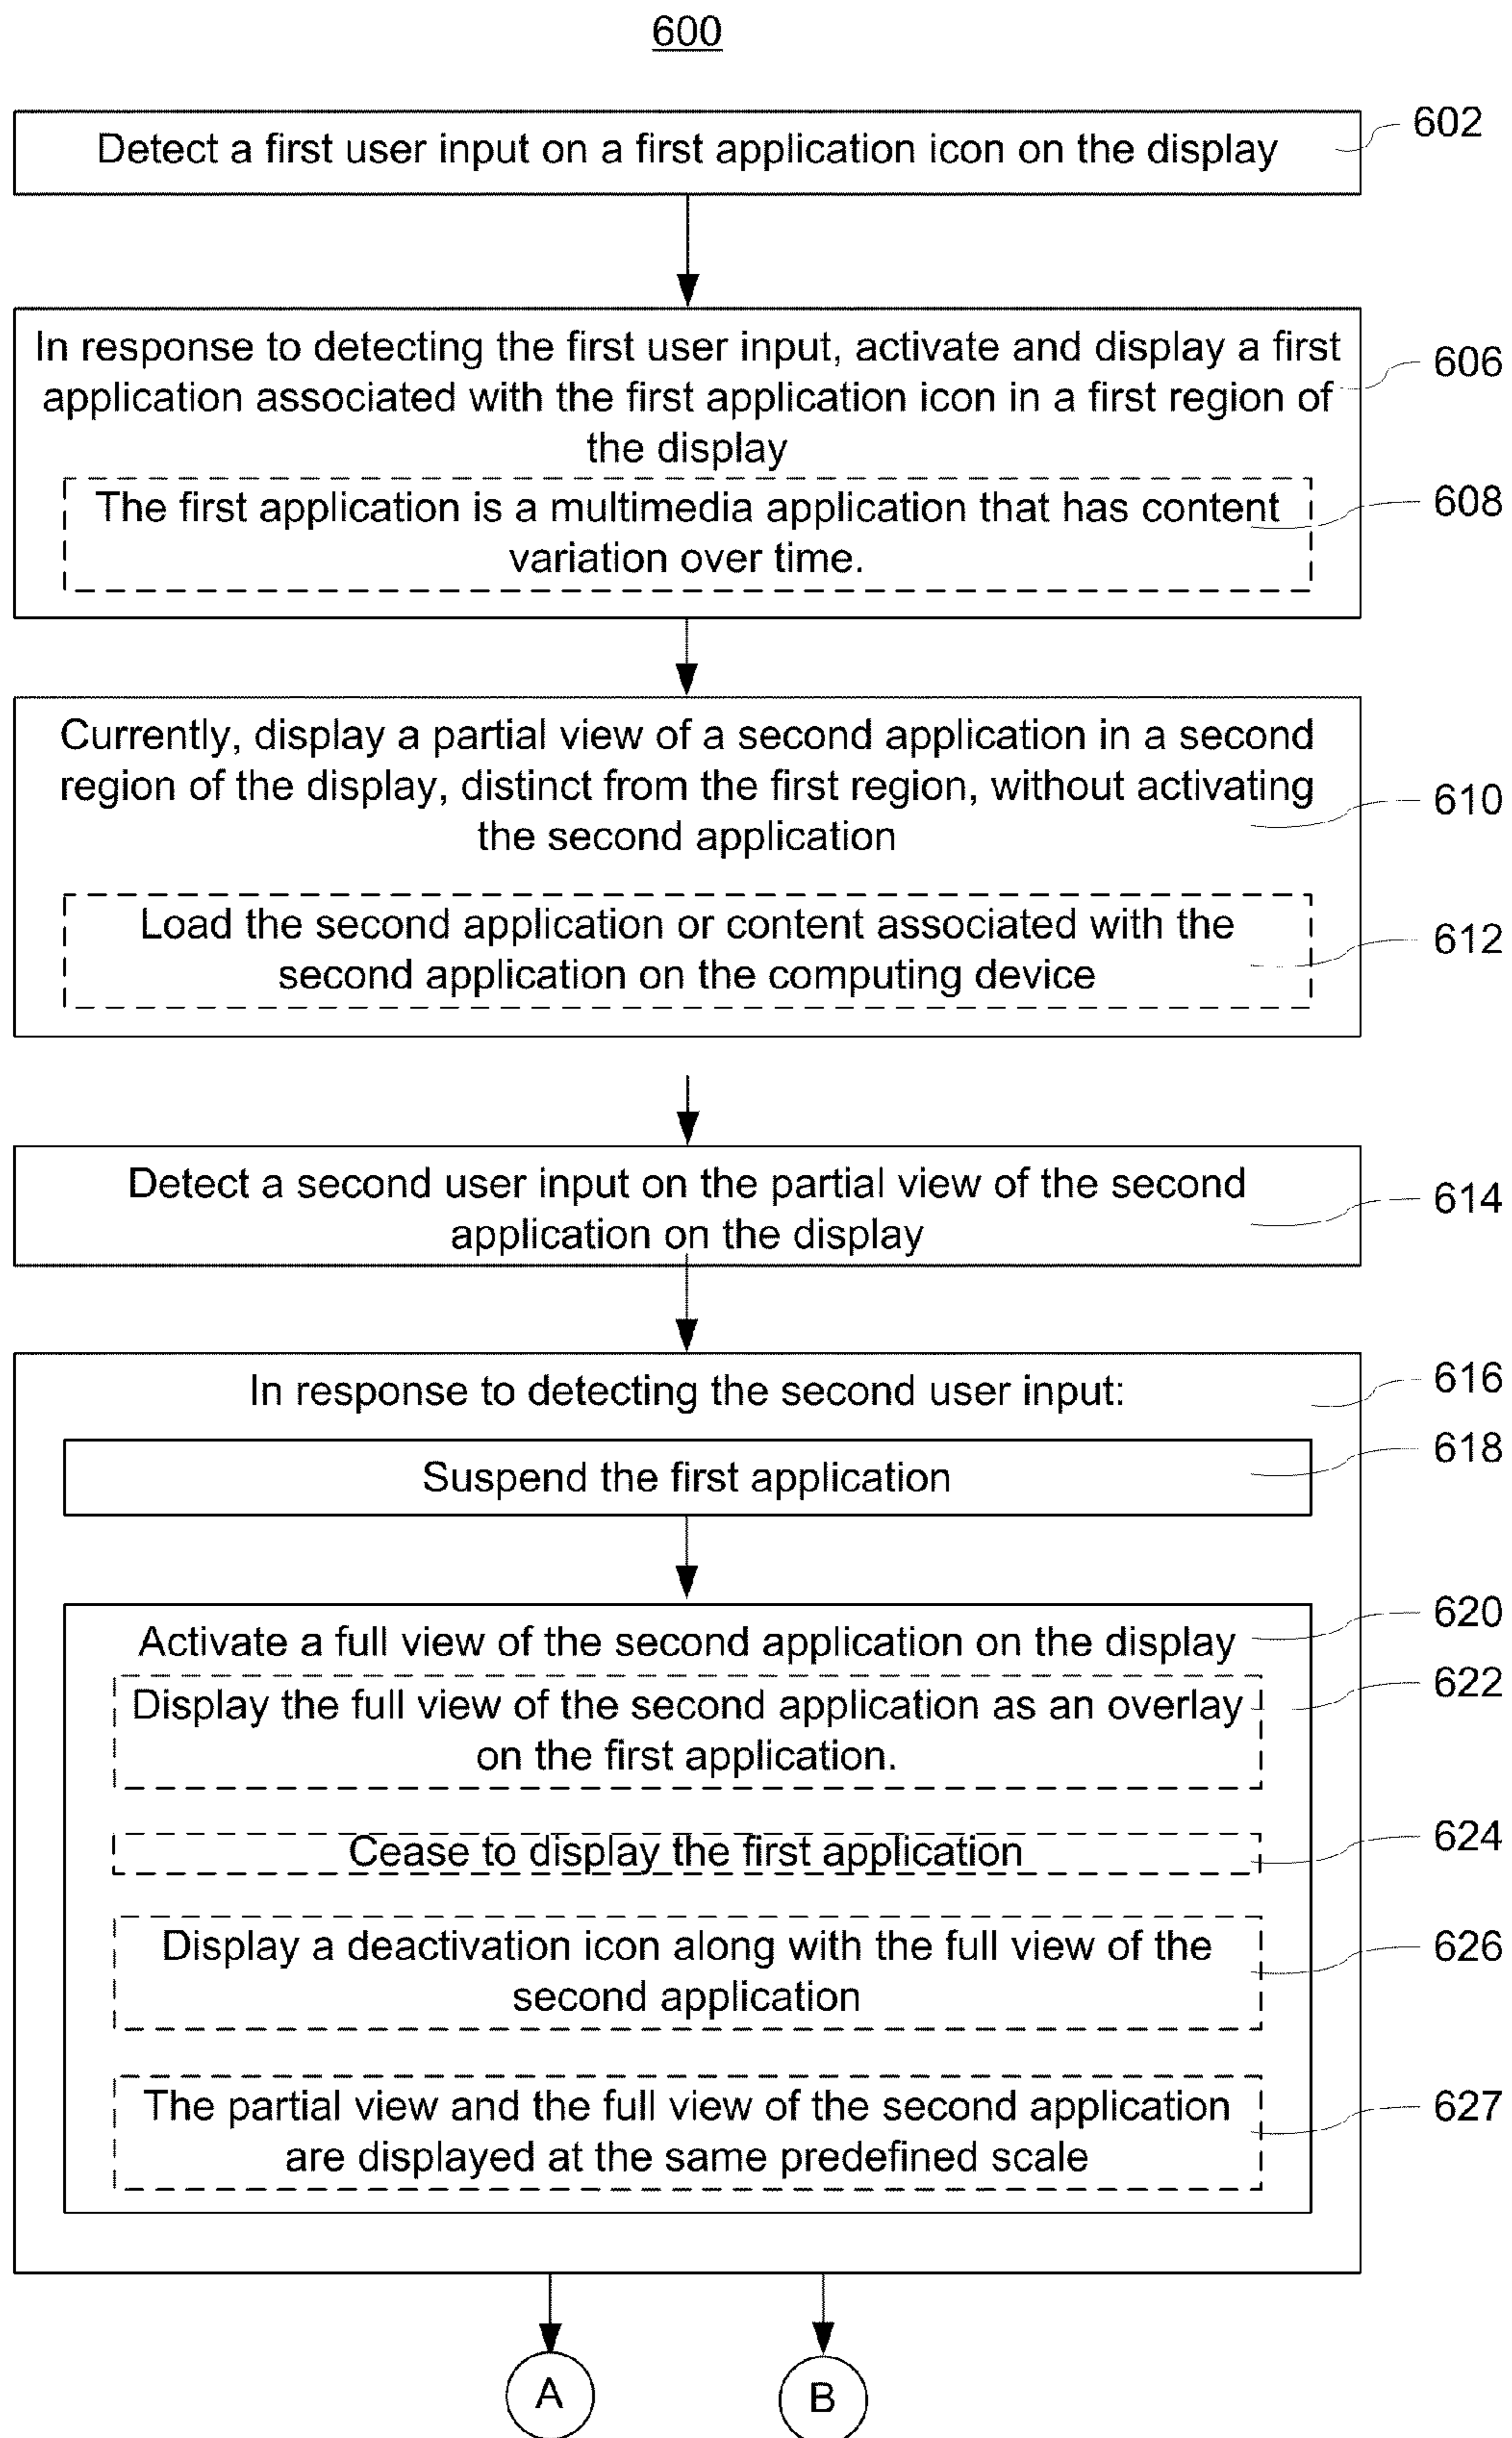 600
Detect a first user input on a first application icon on the display
602
In response to detecting the first user input, activate and display a first
application associated with the first application icon in a first region of
the display
606
The first application is a multimedia application that has content
variation over time.
608
Currently, display a partial view of a second application in a second
region of the display, distinct from the first region, without activating
the second application
610
Load the second application or content associated with the
second application on the computing device
612
Detect a second user input on the partial view of the second
application on the display
614
In response to detecting the second user input:
616
Suspend the first application
618
Activate a full view of the second application on the display
620
Display the full view of the second application as an overlay
on the first application.
622
Cease to display the first application
624
Display a deactivation icon along with the full view of the
second application
626
The partial view and the full view of the second application
are displayed at the same predefined scale
627
A
B